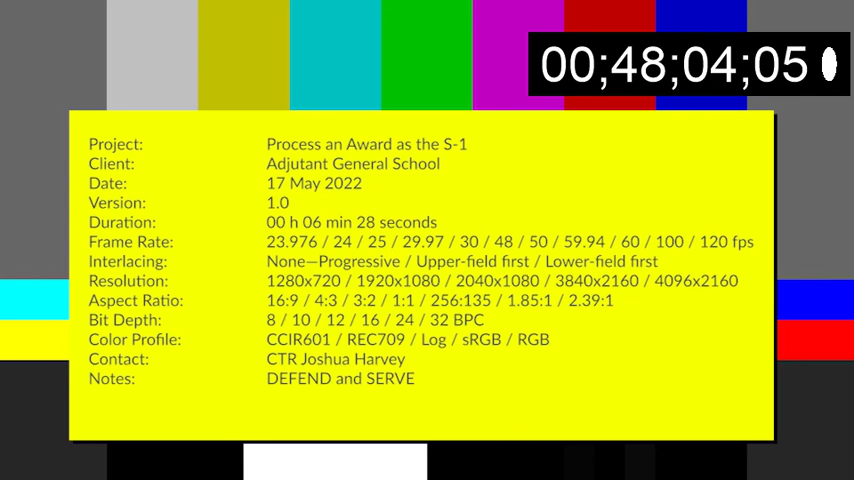 00;48;04;05
Project: Process an Award as the S-1
Client: Adjutant General School
Date: 17 May 2022
Version: 1.0
Duration: 00 h 06 min 28 seconds
Frame Rate: 23.976 / 24 / 25 / 29.97 / 30 / 48 / 50 / 59.94 / 60 / 100 / 120 fps
Interlacing: None—Progressive / Upper-field first / Lower-field first
Resolution: 1280x720 / 1920x1080 / 2040x1080 / 3840x2160 / 4096x2160
Aspect Ratio: 16:9 / 4:3 / 3:2 / 1:1 / 256:135 / 1.85:1 / 2.39:1
Bit Depth: 8 / 10 / 12 / 16 / 24 / 32 BPC
Color Profile: CCIR601 / REC709 / Log / sRGB / RGB
Contact: CTR Joshua Harvey
Notes: DEFEND and SERVE